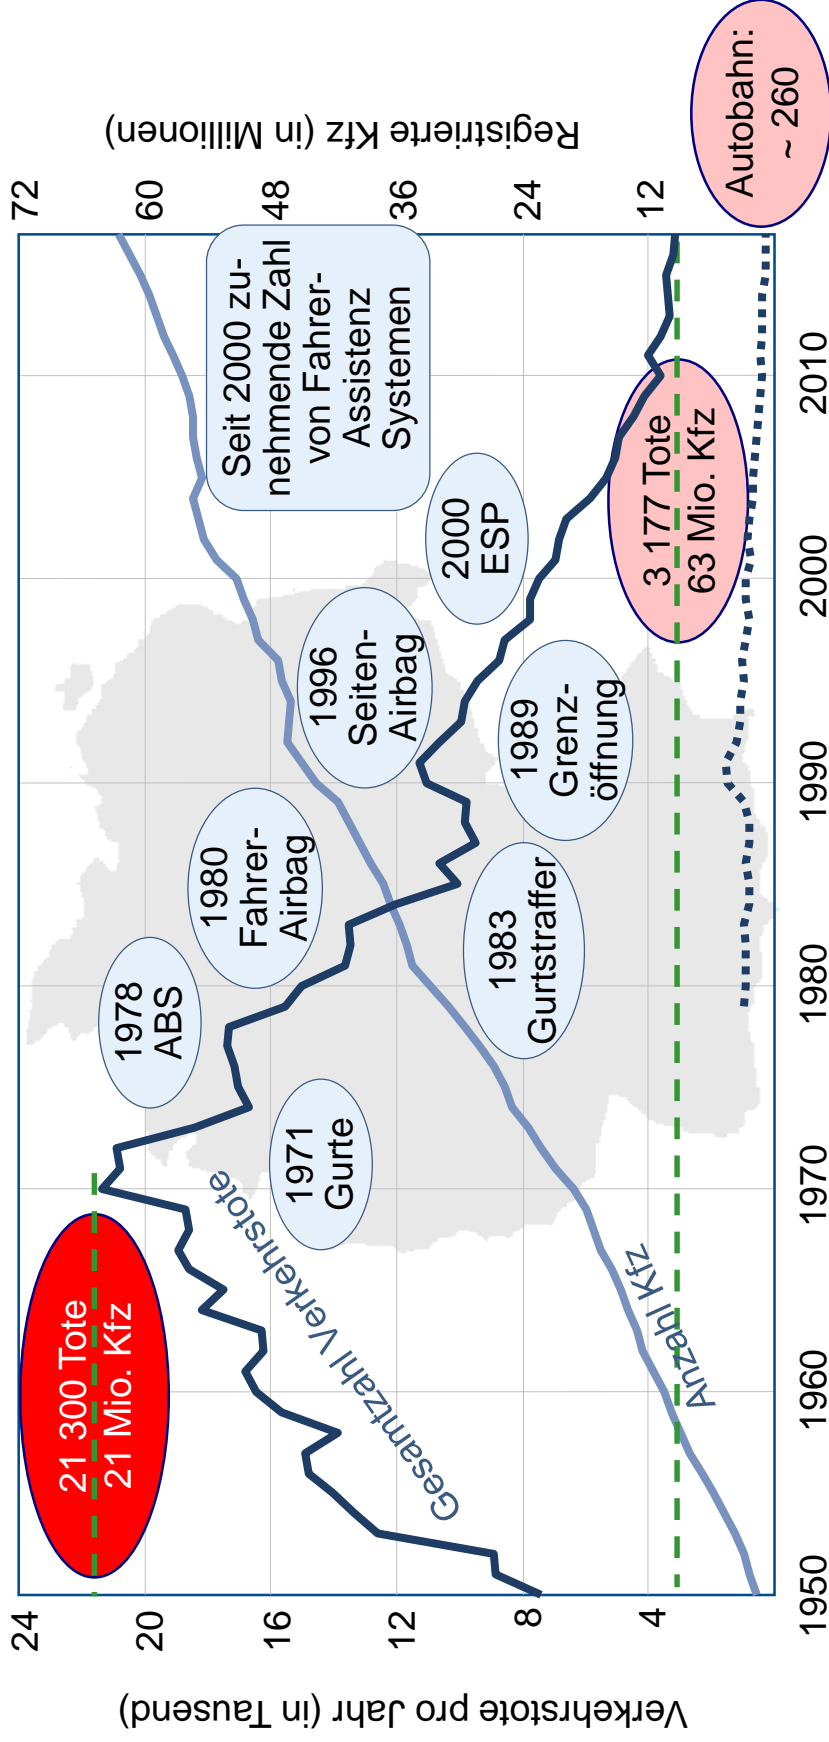 Verkehrstote pro Jahr (in Tausend)
24
20
16
12
8
4
21 300 Tote
21 Mio. Kfz
Gesamtzahl Verkehrstote
Anzahl Kfz
1971
Gurte
1978
ABS
1980
Fahrer-
Airbag
1983
Gurtstraffer
1989
Grenz-
öffnung
1996
Seiten-
Airbag
2000
ESP
Seit 2000 zu-
nehmende Zahl
von Fahrer-
Assistenz
Systemen
3 177 Tote
63 Mio. Kfz
Autobahn:
~ 260
72
60
48
36
24
12
Registrierte Kfz (in Millionen)
1950
1960
1970
1980
1990
2000
2010